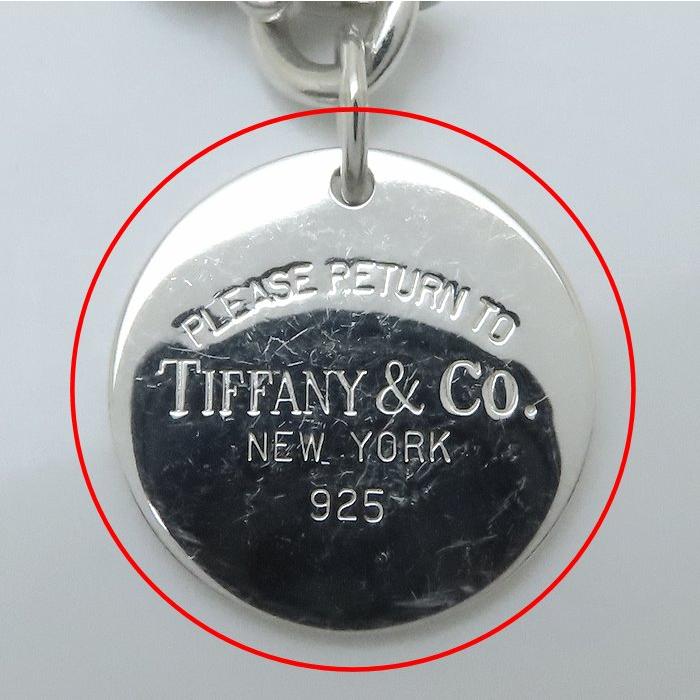 PLEASE RETURN TO
TIFFANY & CO.
NEW YORK
925